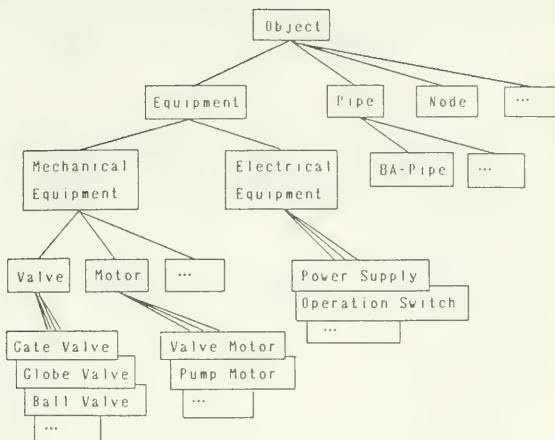 Object
Equipment
Pipe
Node
...
Mechanical
Equipment
Electrical
Equipment
BA-Pipe
...
Valve
Motor
...
Power Supply
Operation Switch
...
Gate Valve
Globe Valve
Ball Valve
...
Valve Motor
Pump Motor
...